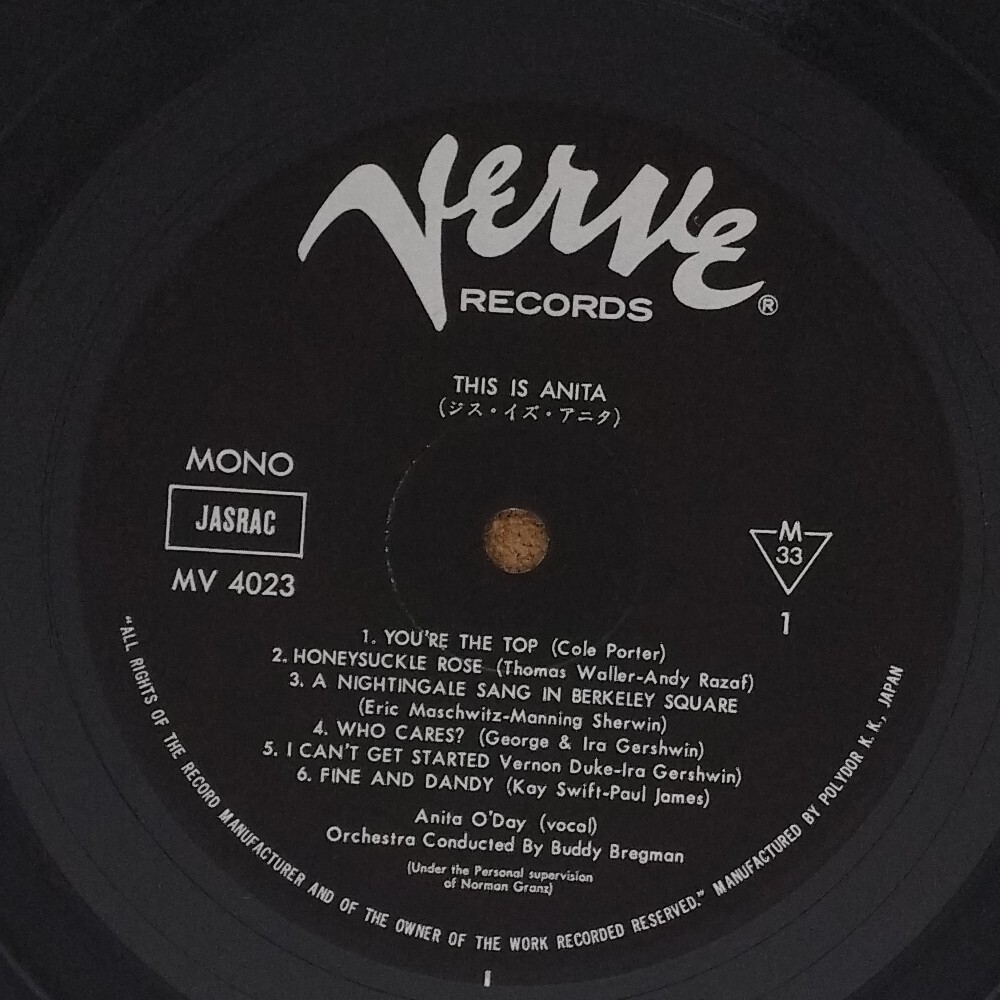 Verve
RECORDS ®
THIS IS ANITA
(ジス・イズ・アニタ)
MONO
JASRAC
MV 4023
M
33
1
1. YOU'RE THE TOP (Cole Porter)
2. HONEYSUCKLE ROSE (Thomas Waller-Andy Razaf)
3. A NIGHTINGALE SANG IN BERKELEY SQUARE
(Eric Maschwitz-Manning Sherwin)
4. WHO CARES? (George & Ira Gershwin)
5. I CAN'T GET STARTED Vernon Duke-Ira Gershwin)
6. FINE AND DANDY (Kay Swift-Paul James)
Anita O'Day (vocal)
Orchestra Conducted By Buddy Bregman
(Under the Personal supervision
of Norman Granz)
"ALL RIGHTS OF THE RECORD MANUFACTURER AND OF THE OWNER OF THE WORK RECORDED RESERVED." MANUFACTURED BY POLYDOR K. K., JAPAN